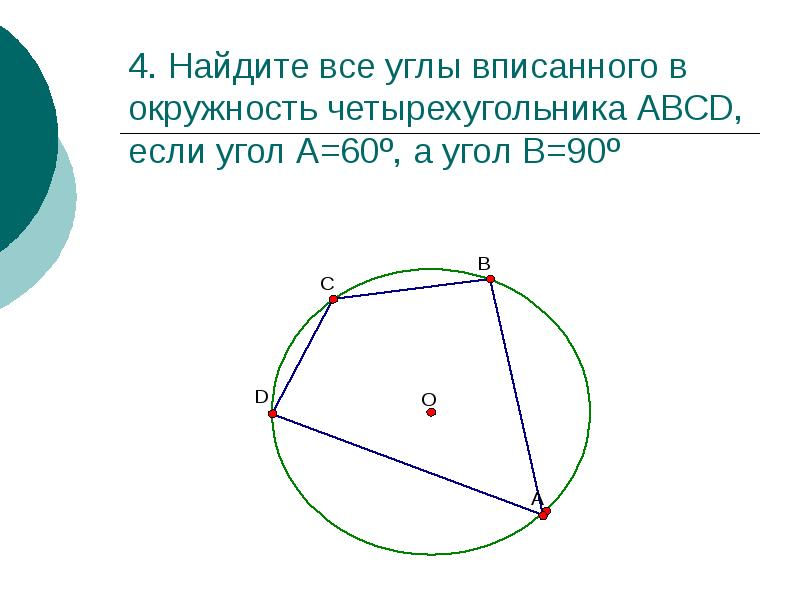 4. Найдите все углы вписанного в
окружность четырехугольника ABCD,
если угол А=60º, а угол В=90º
B
C
D
O
A